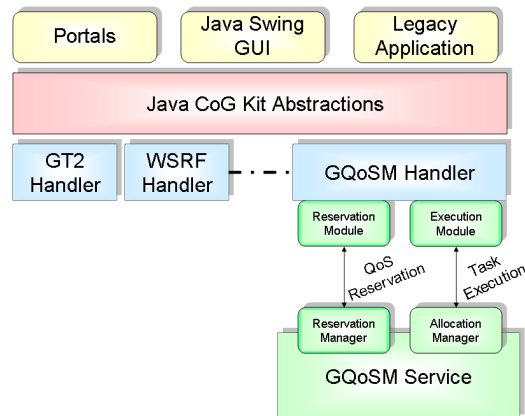 Portals
Java Swing
GUI
Legacy
Application
Java CoG Kit Abstractions
GT2
Handler
WSRF
Handler
GQoSM Handler
Reservation
Module
Execution
Module
QoS
Reservation
Task
Execution
Reservation
Manager
Allocation
Manager
GQoSM Service